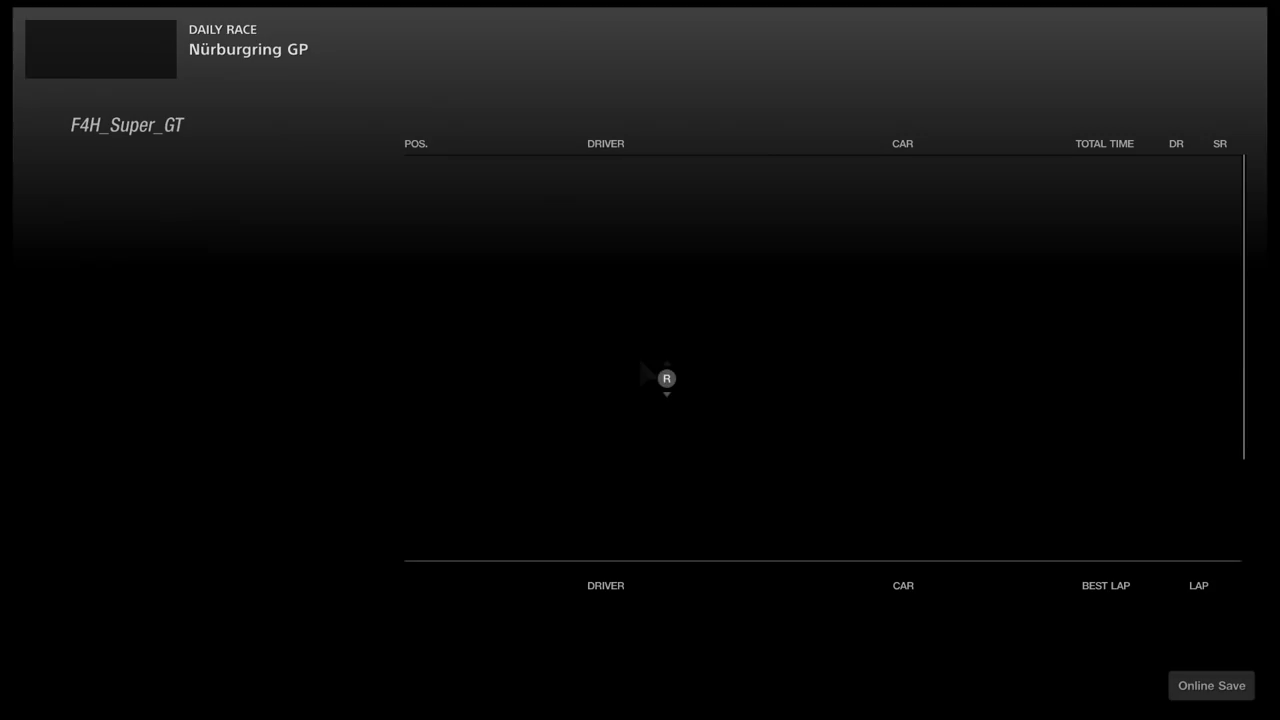 DAILY RACE
Nürburgring GP
F4H_Super_GT
POS. DRIVER CAR TOTAL TIME DR SR
R
DRIVER CAR BEST LAP LAP
Online Save